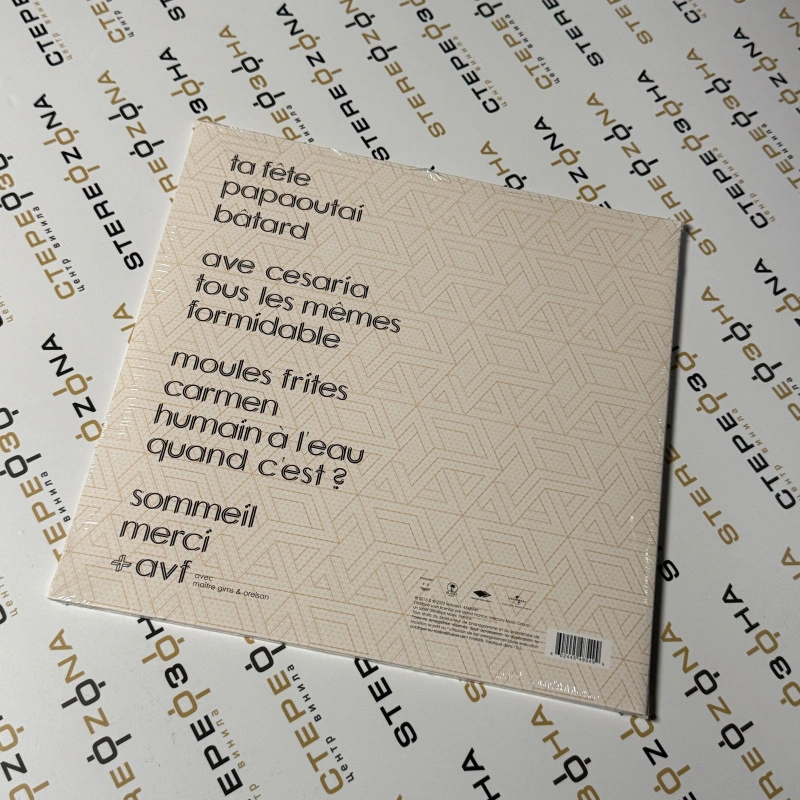 ta fête
papaoutai
bâtard
ave cesaria
tous les mêmes
formidable
moules frites
carmen
humain à l'eau
quand c'est ?
sommeil
merci
+ avf
avec
maître gims & orelsan
STEREOZONA
СТЕРЕОЗОНА
центр винила